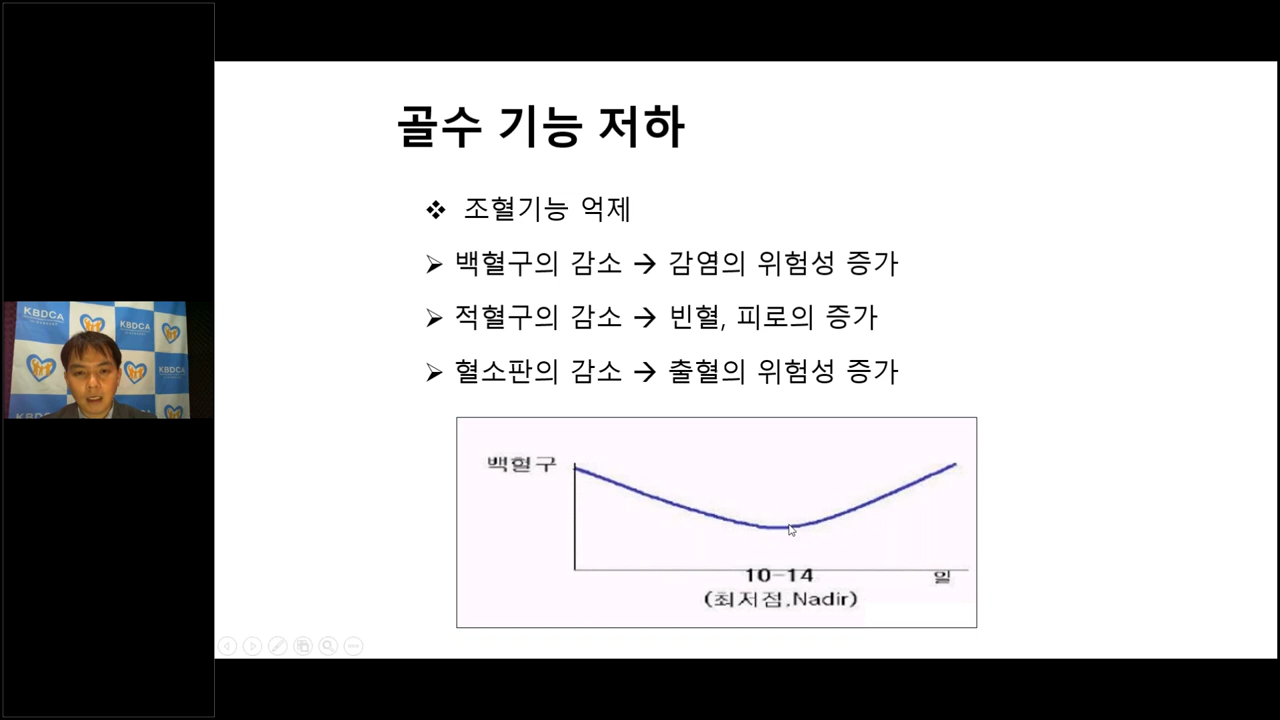 골수 기능 저하
❖ 조혈기능 억제
➢ 백혈구의 감소 → 감염의 위험성 증가
➢ 적혈구의 감소 → 빈혈, 피로의 증가
➢ 혈소판의 감소 → 출혈의 위험성 증가
백혈구
10-14
일
(최저점,Nadir)
KBDCA
KBDCA
KBDCA